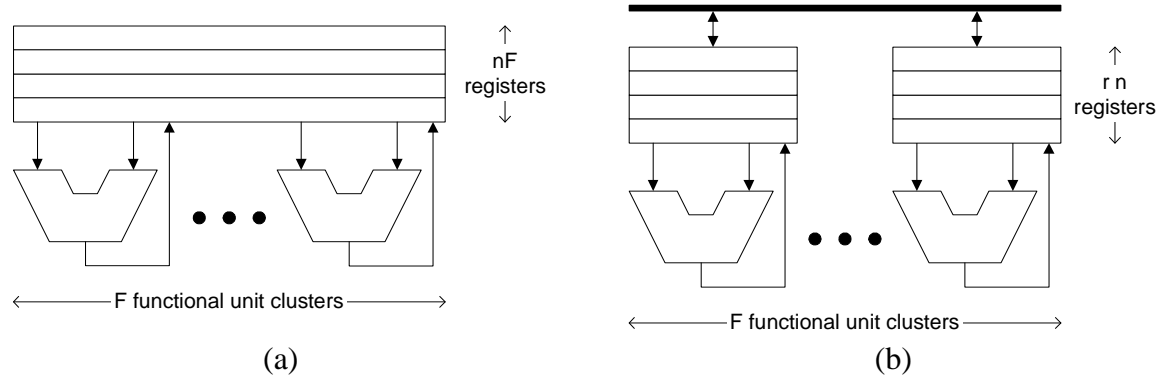 nF
registers
F functional unit clusters
(a)
r n
registers
F functional unit clusters
(b)